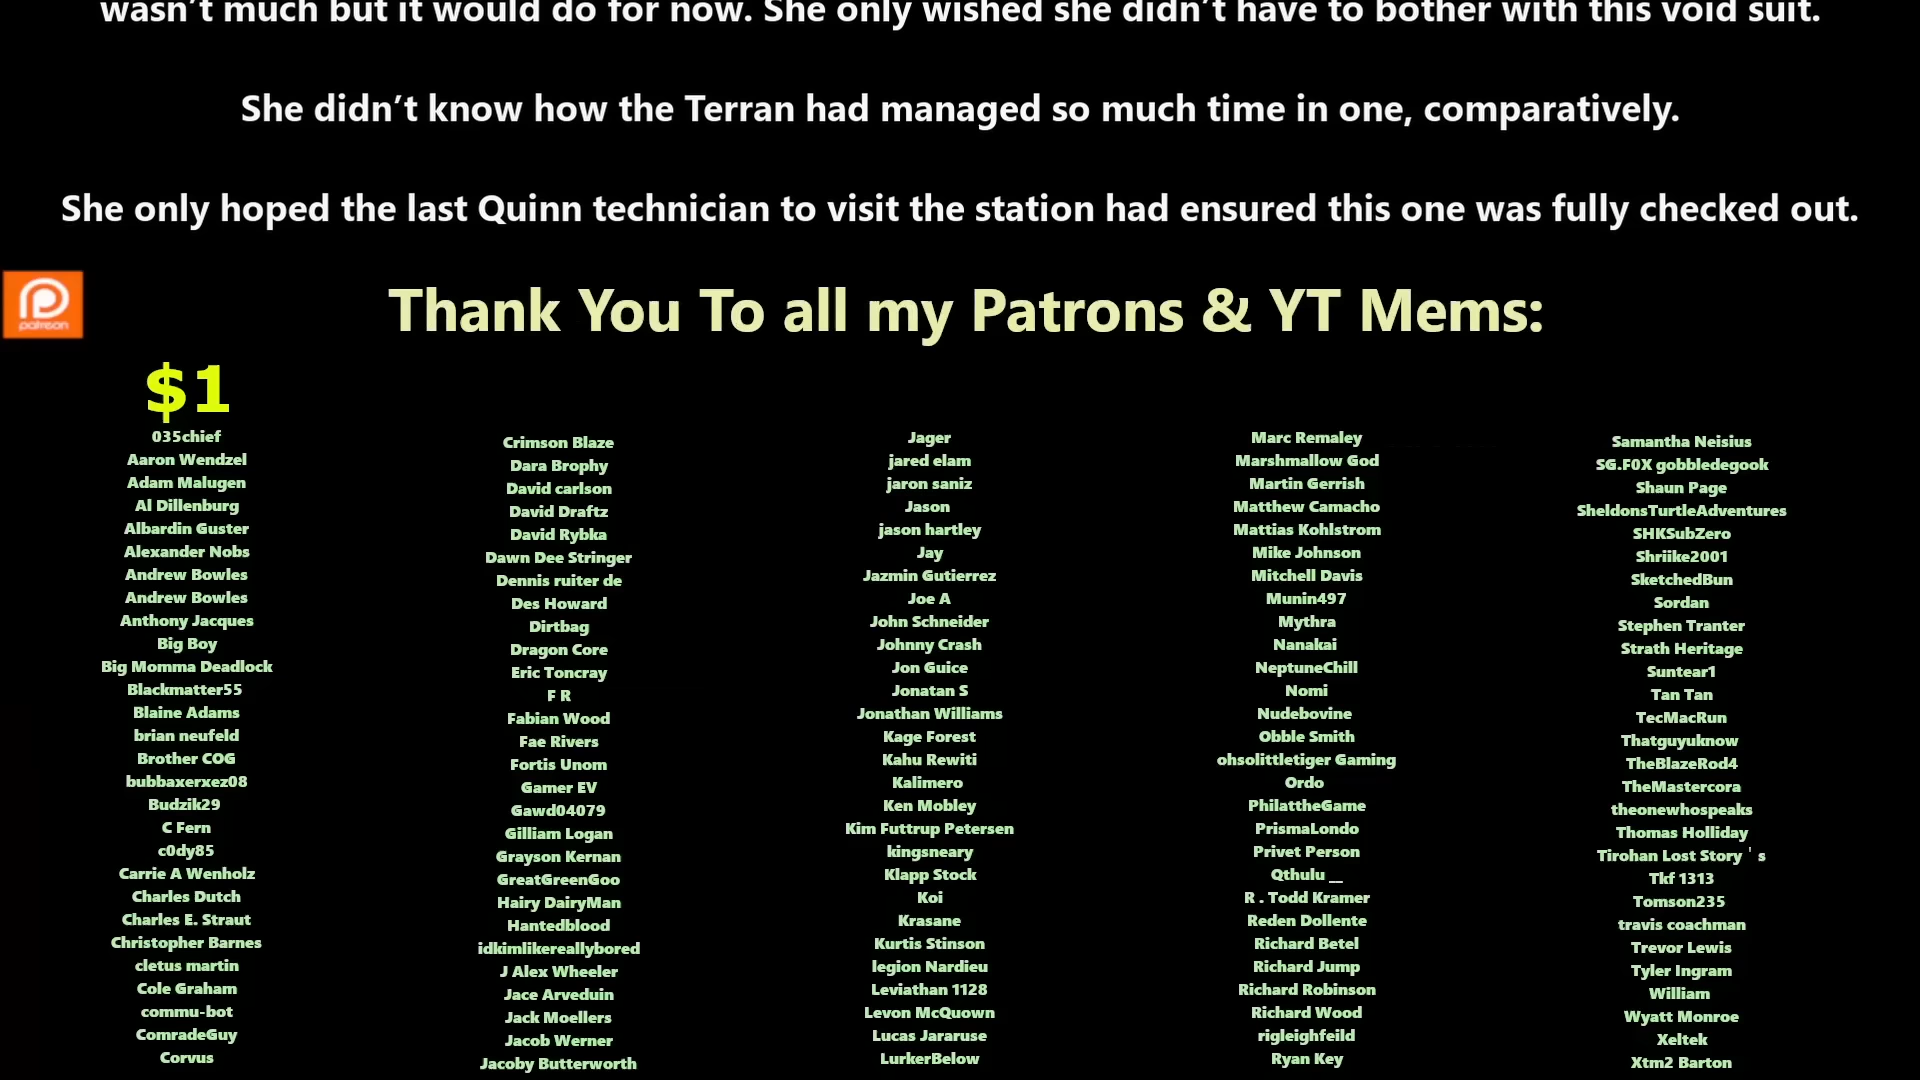 wasn’t much but it would do for now. She only wished she didn’t have to bother with this void suit.
She didn’t know how the Terran had managed so much time in one, comparatively.
She only hoped the last Quinn technician to visit the station had ensured this one was fully checked out.
patreon
Thank You To all my Patrons & YT Mems:
$1
035chief
Aaron Wendzel
Adam Malugen
Al Dillenburg
Albardin Guster
Alexander Nobs
Andrew Bowles
Andrew Bowles
Anthony Jacques
Big Boy
Big Momma Deadlock
Blackmatter55
Blaine Adams
brian neufeld
Brother COG
bubbaxerxez08
Budzik29
C Fern
c0dy85
Carrie A Wenholz
Charles Dutch
Charles E. Straut
Christopher Barnes
cletus martin
Cole Graham
commu-bot
ComradeGuy
Corvus
Crimson Blaze
Dara Brophy
David carlson
David Draftz
David Rybka
Dawn Dee Stringer
Dennis ruiter de
Des Howard
Dirtbag
Dragon Core
Eric Toncray
F R
Fabian Wood
Fae Rivers
Fortis Unom
Gamer EV
Gawd04079
Gilliam Logan
Grayson Kernan
GreatGreenGoo
Hairy DairyMan
Hantedblood
idkimlikereallybored
J Alex Wheeler
Jace Arveduin
Jack Moellers
Jacob Werner
Jacoby Butterworth
Jager
jared elam
jaron saniz
Jason
jason hartley
Jay
Jazmin Gutierrez
Joe A
John Schneider
Johnny Crash
Jon Guice
Jonatan S
Jonathan Williams
Kage Forest
Kahu Rewiti
Kalimero
Ken Mobley
Kim Futtrup Petersen
kingsneary
Klapp Stock
Koi
Krasane
Kurtis Stinson
legion Nardieu
Leviathan 1128
Levon McQuown
Lucas Jararuse
LurkerBelow
Marc Remaley
Marshmallow God
Martin Gerrish
Matthew Camacho
Mattias Kohlstrom
Mike Johnson
Mitchell Davis
Munin497
Mythra
Nanakai
NeptuneChill
Nomi
Nudebovine
Obble Smith
ohsolittletiger Gaming
Ordo
PhilattheGame
PrismaLondo
Privet Person
Qthulu __
R . Todd Kramer
Reden Dollente
Richard Betel
Richard Jump
Richard Robinson
Richard Wood
rigleighfeild
Ryan Key
Samantha Neisius
SG.F0X gobbledegook
Shaun Page
SheldonsTurtleAdventures
SHKSubZero
Shriike2001
SketchedBun
Sordan
Stephen Tranter
Strath Heritage
Suntear1
Tan Tan
TecMacRun
Thatguyuknow
TheBlazeRod4
TheMastercora
theonewhospeaks
Thomas Holliday
Tirohan Lost Story ' s
Tkf 1313
Tomson235
travis coachman
Trevor Lewis
Tyler Ingram
William
Wyatt Monroe
Xeltek
Xtm2 Barton